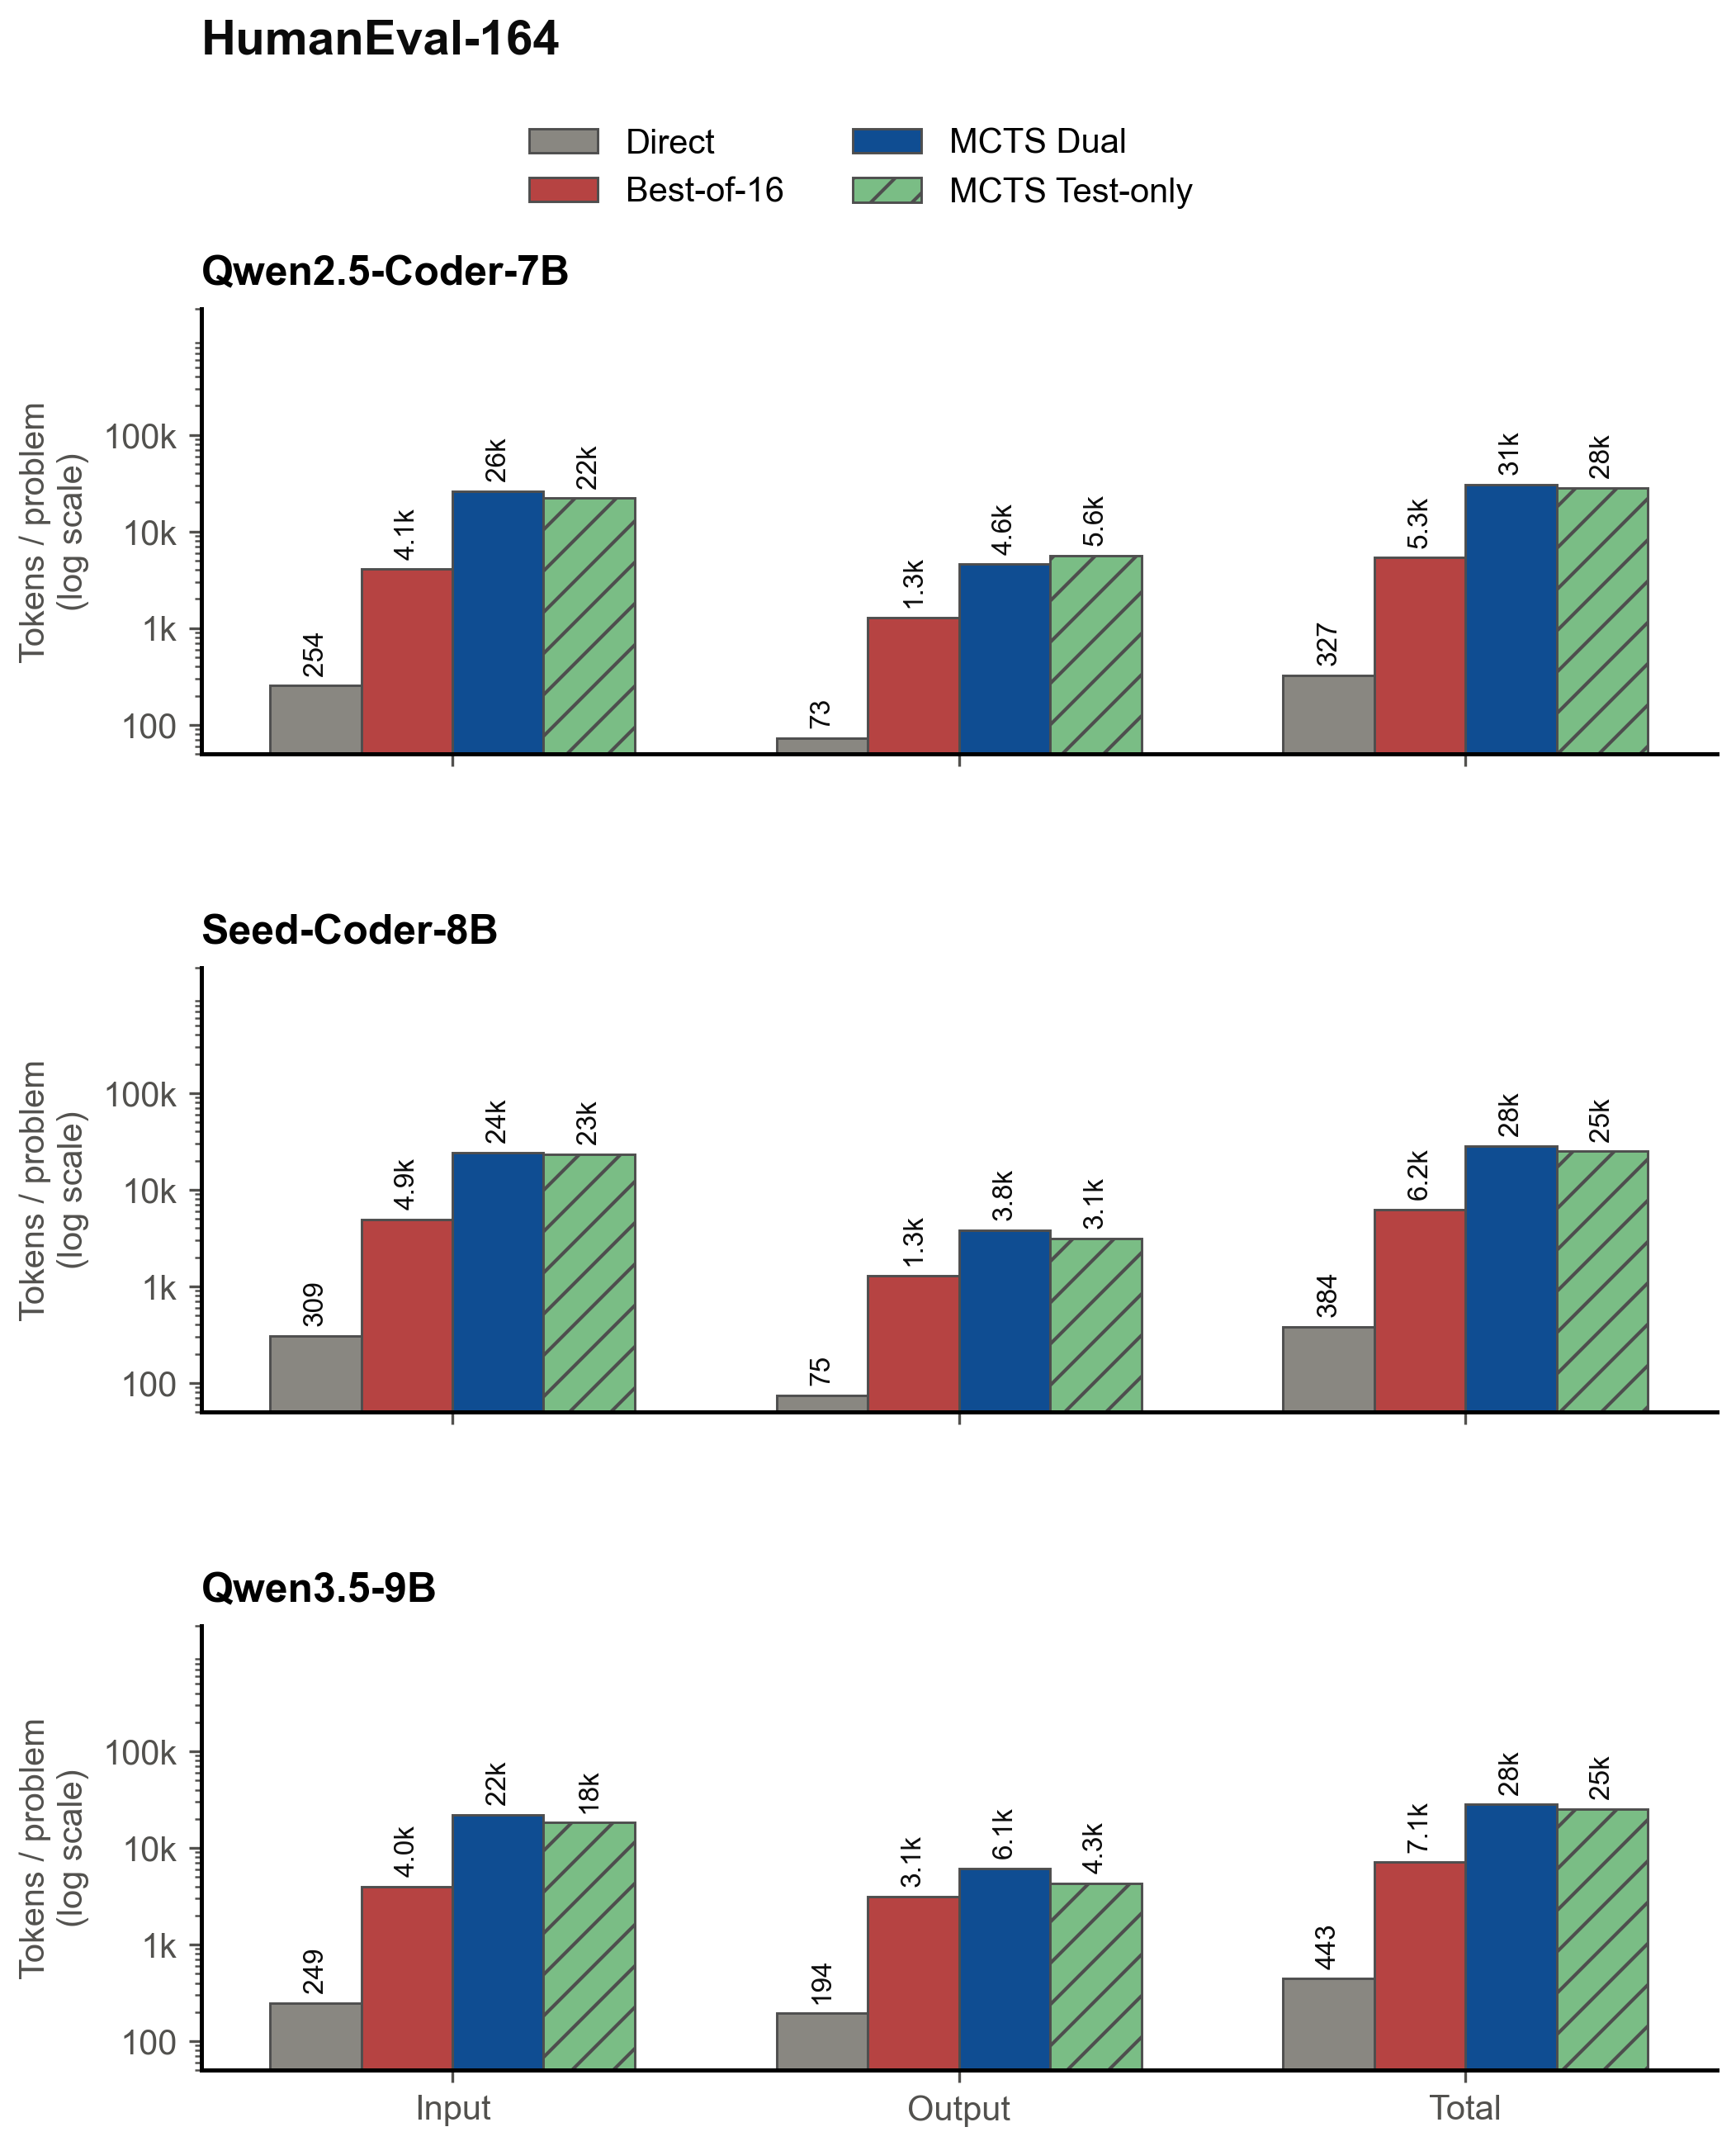 HumanEval-164
Direct
MCTS Dual
Best-of-16
MCTS Test-only
Qwen2.5-Coder-7B
Tokens / problem
(log scale)
100k
10k
1k
100
254
4.1k
26k
22k
73
1.3k
4.6k
5.6k
327
5.3k
31k
28k
Seed-Coder-8B
Tokens / problem
(log scale)
100k
10k
1k
100
309
4.9k
24k
23k
75
1.3k
3.8k
3.1k
384
6.2k
28k
25k
Qwen3.5-9B
Tokens / problem
(log scale)
100k
10k
1k
100
249
4.0k
22k
18k
194
3.1k
6.1k
4.3k
443
7.1k
28k
25k
Input
Output
Total